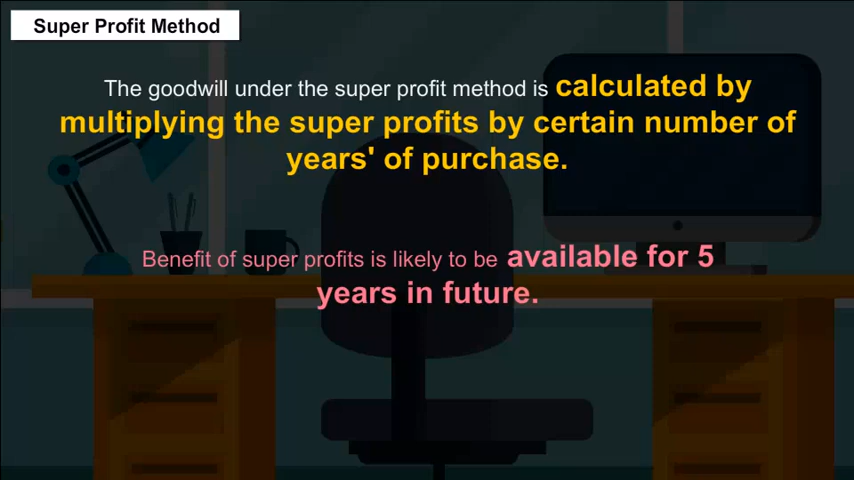 Super Profit Method
The goodwill under the super profit method is calculated by
multiplying the super profits by certain number of
years' of purchase.
Benefit of super profits is likely to be available for 5
years in future.